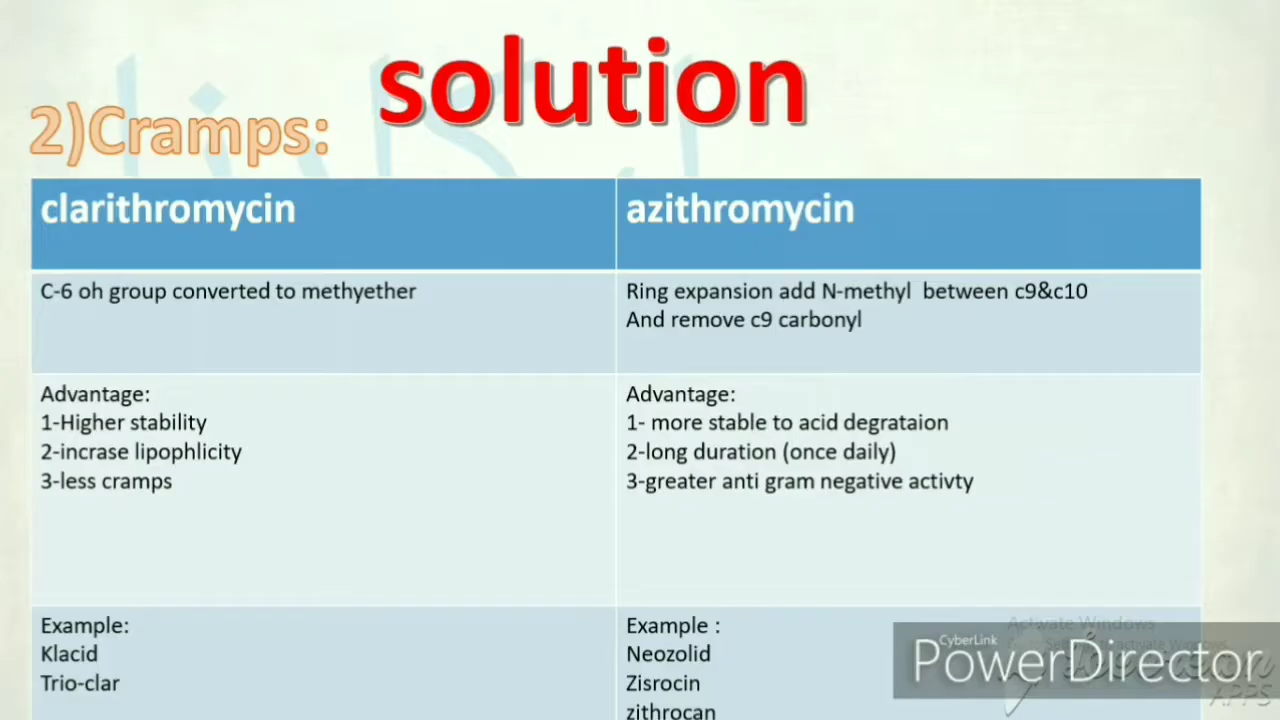 solution
2)Cramps:
clarithromycin
azithromycin
C-6 oh group converted to methyether
Ring expansion add N-methyl between c9&c10
And remove c9 carbonyl
Advantage:
1-Higher stability
2-incrase lipophlicity
3-less cramps
Advantage:
1- more stable to acid degrataion
2-long duration (once daily)
3-greater anti gram negative activty
Example:
Klacid
Trio-clar
Example :
Neozolid
Zisrocin
zithrocan
Activate Windows
CyberLink
PowerDirector
APPS